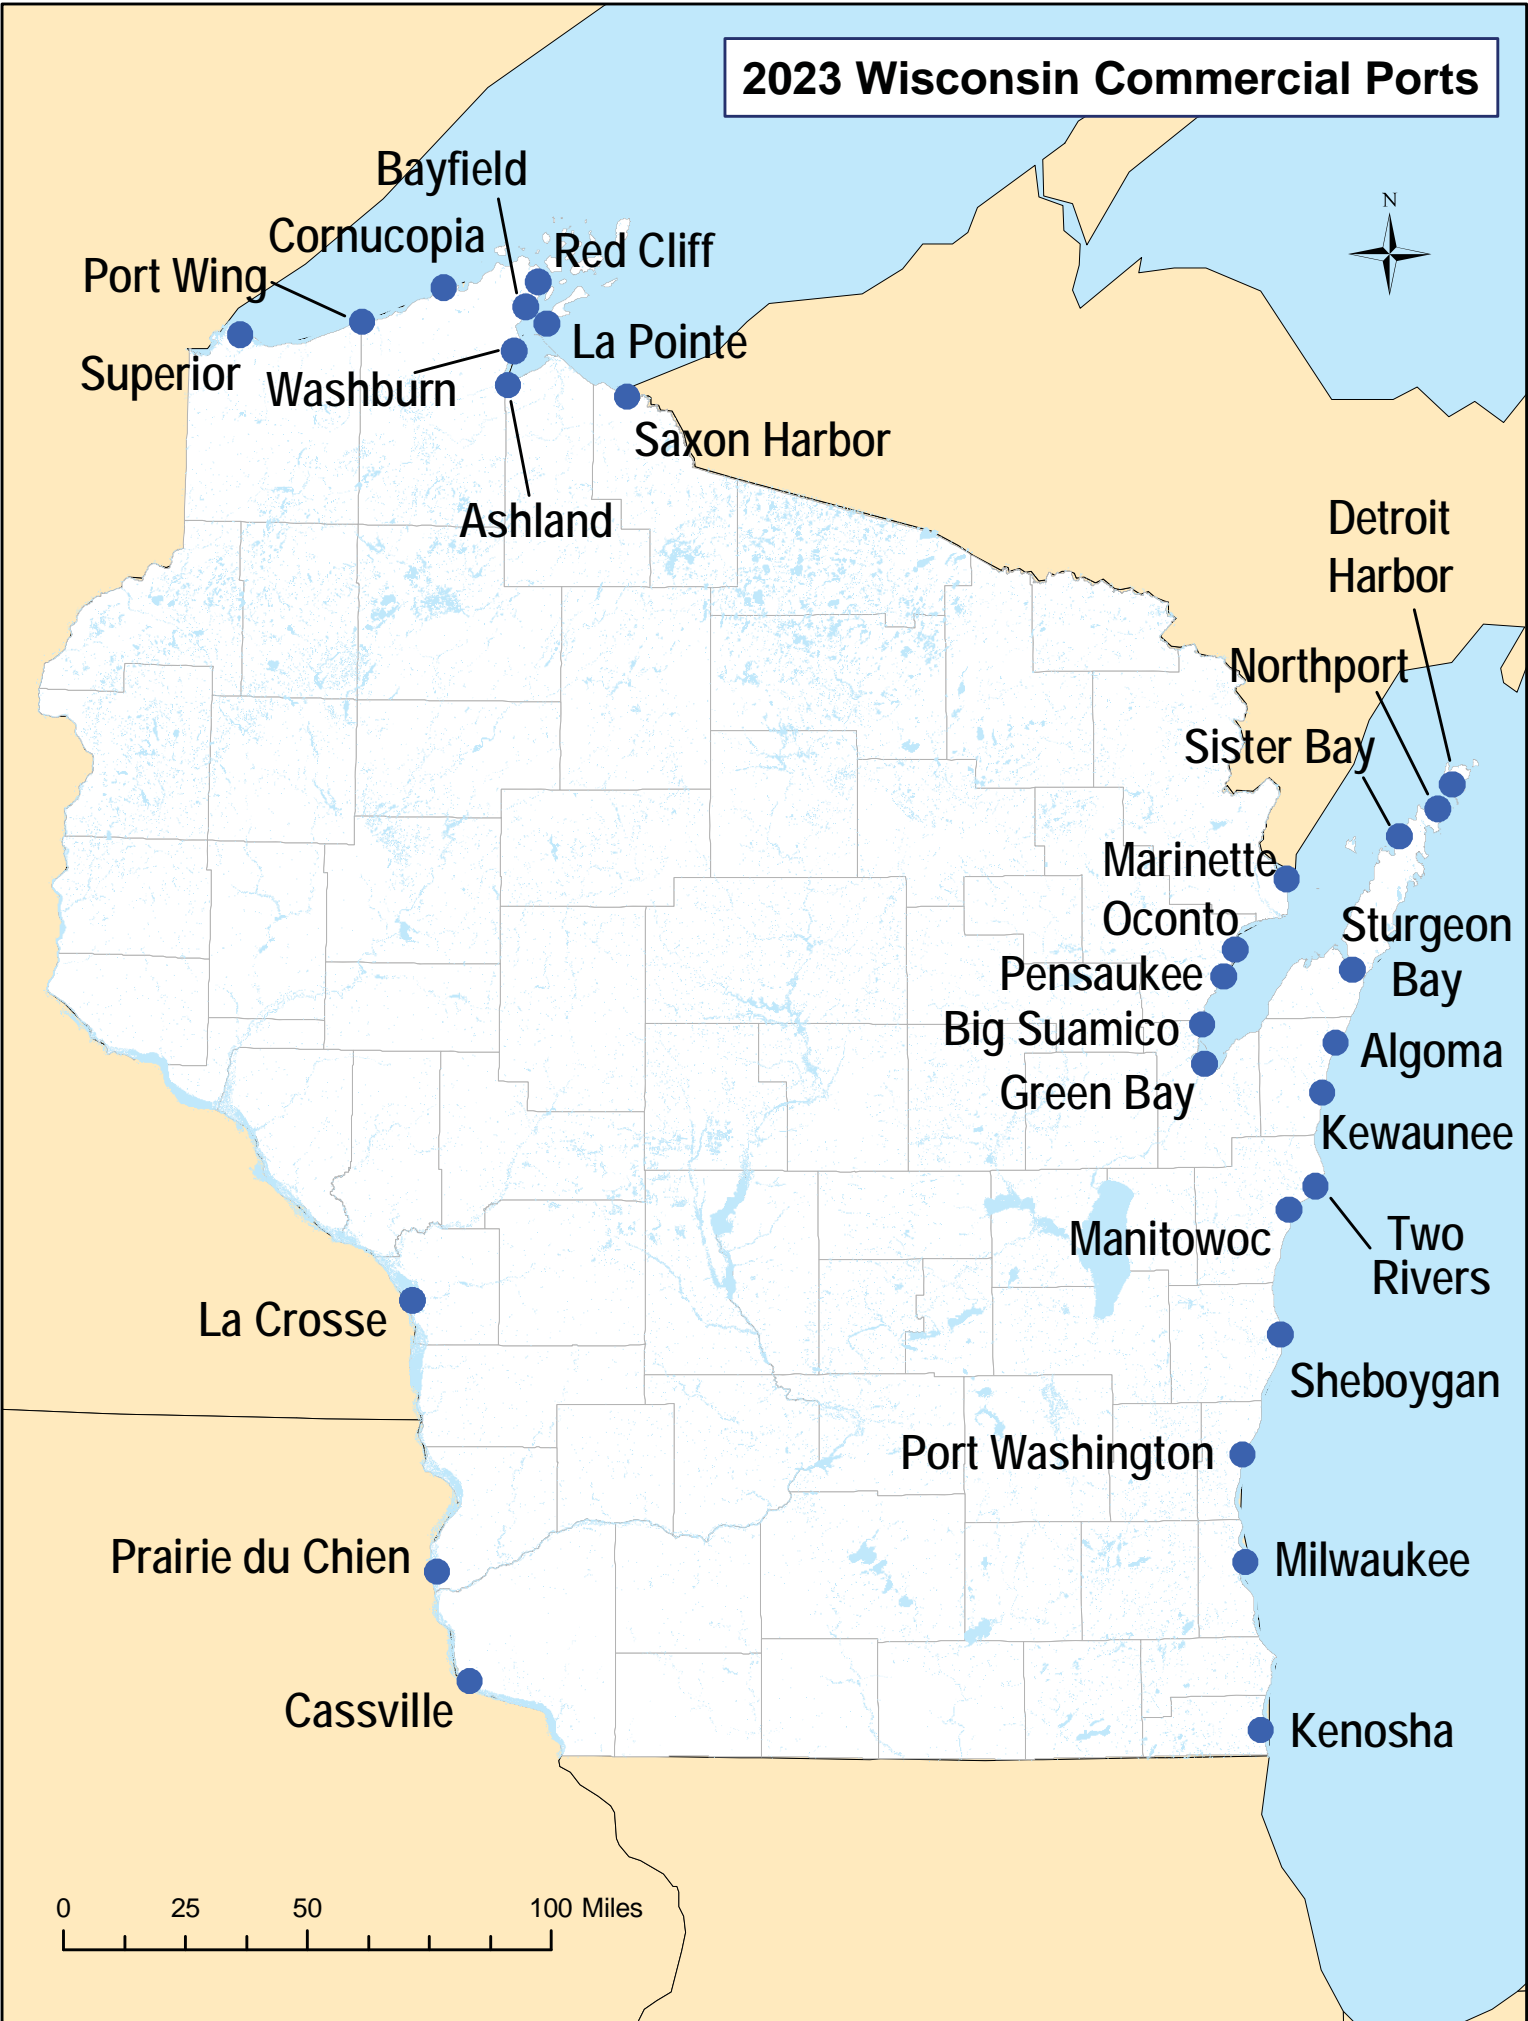 2023 Wisconsin Commercial Ports
Bayfield
N
Cornucopia
Red Cliff
Port Wing
La Pointe
Superior
Washburn
Saxon Harbor
Ashland
Detroit
Harbor
Northport
Sister Bay
Marinette
Oconto
Sturgeon
Bay
Pensaukee
Big Suamico
Algoma
Green Bay
Kewaunee
Manitowoc
Two
Rivers
La Crosse
Sheboygan
Port Washington
Prairie du Chien
Milwaukee
Cassville
Kenosha
0 25 50 100 Miles